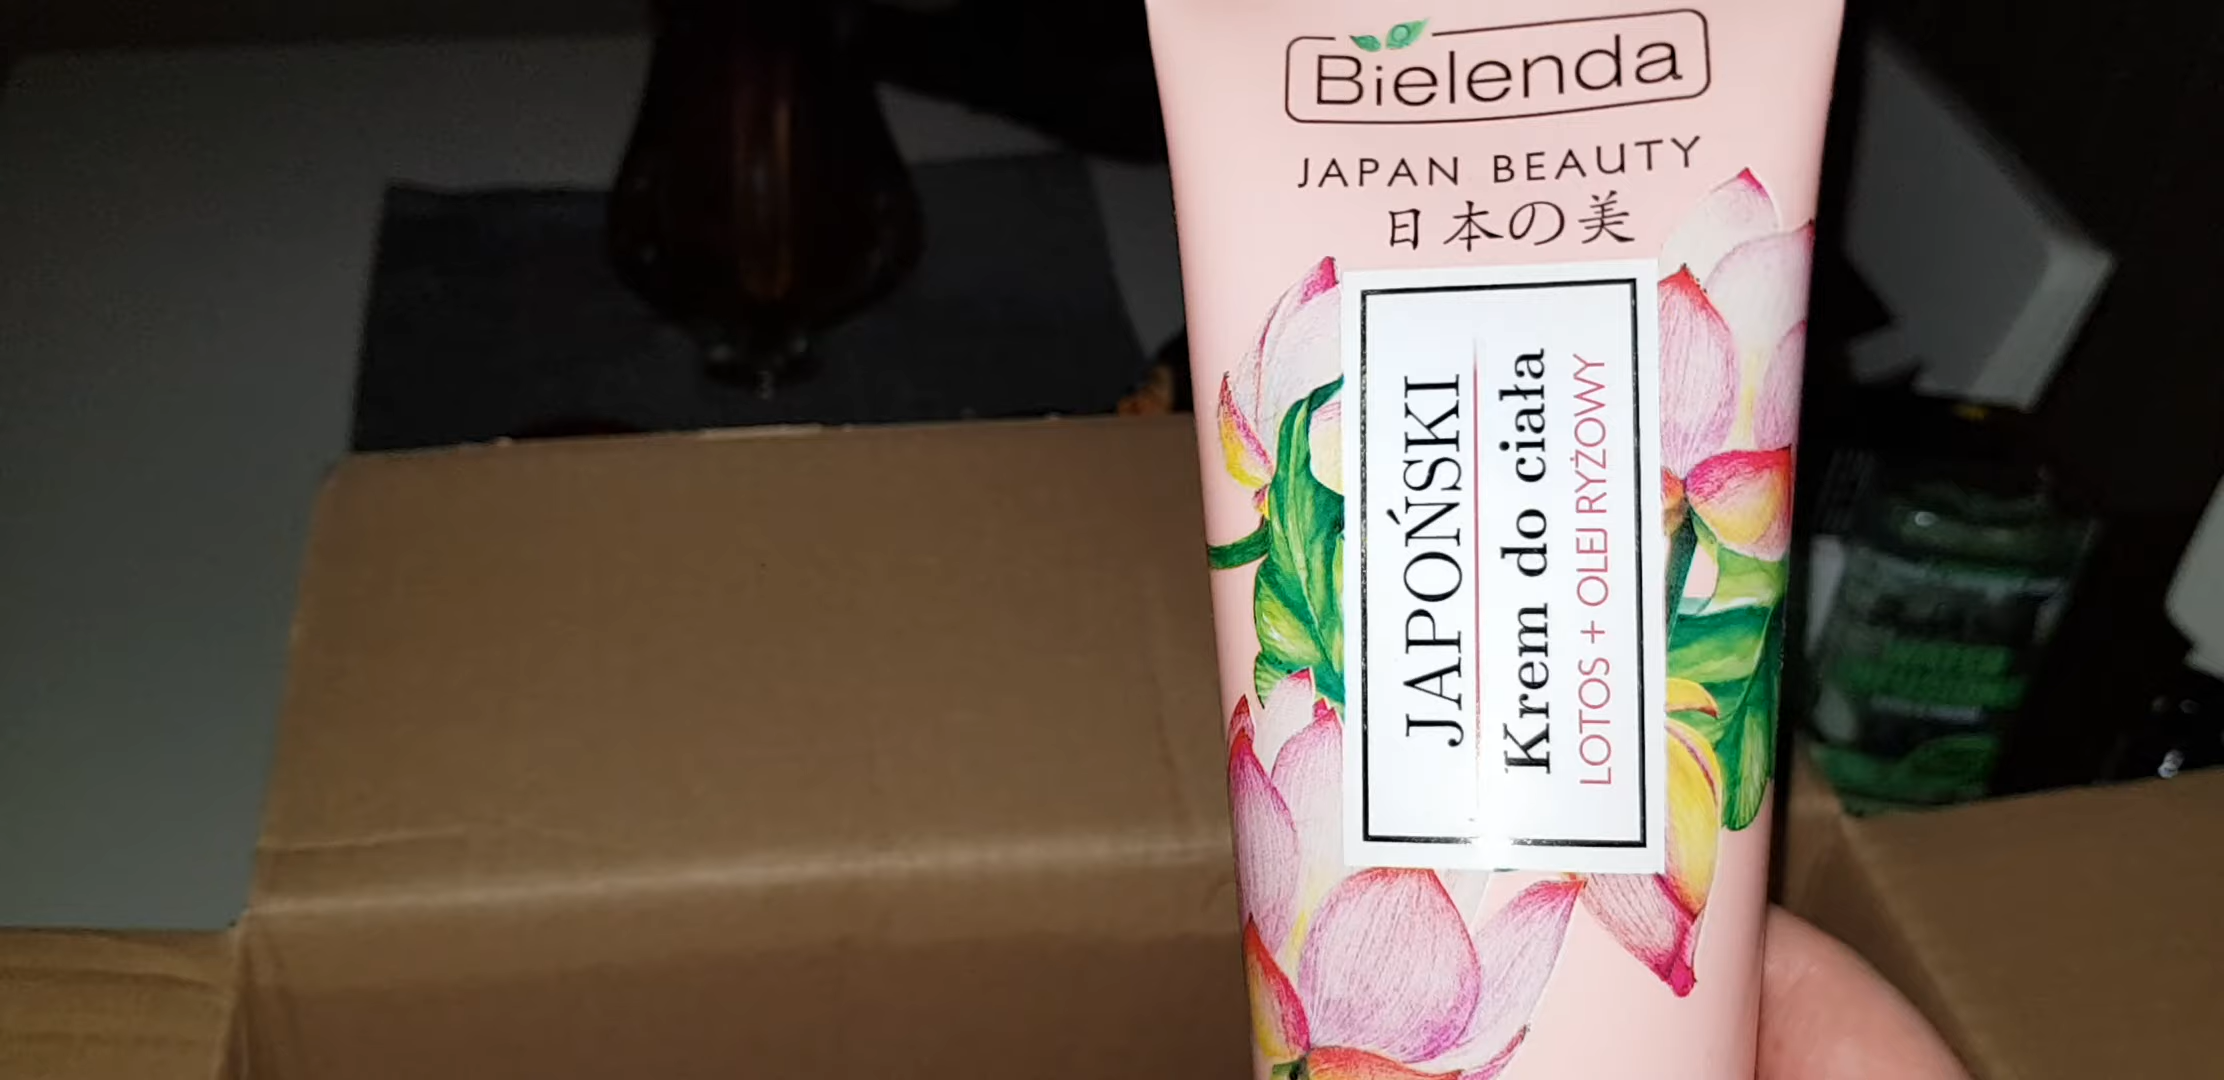 Bielenda
JAPAN BEAUTY
日本の美
JAPOŃSKI
Krem do ciała
LOTOS + OLEJ RYŻOWY